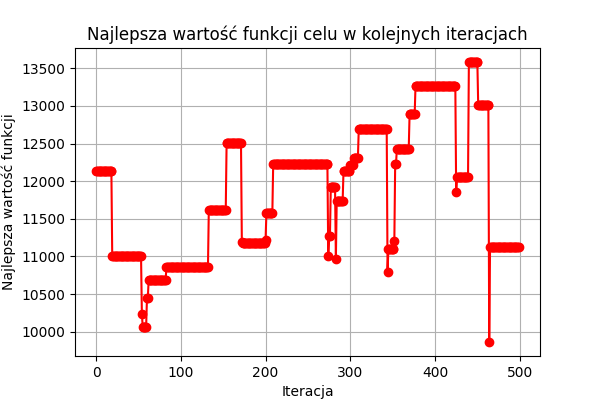 Najlepsza wartość funkcji celu w kolejnych iteracjach
Najlepsza wartość funkcji
13500
13000
12500
12000
11500
11000
10500
10000
0 100 200 300 400 500
Iteracja